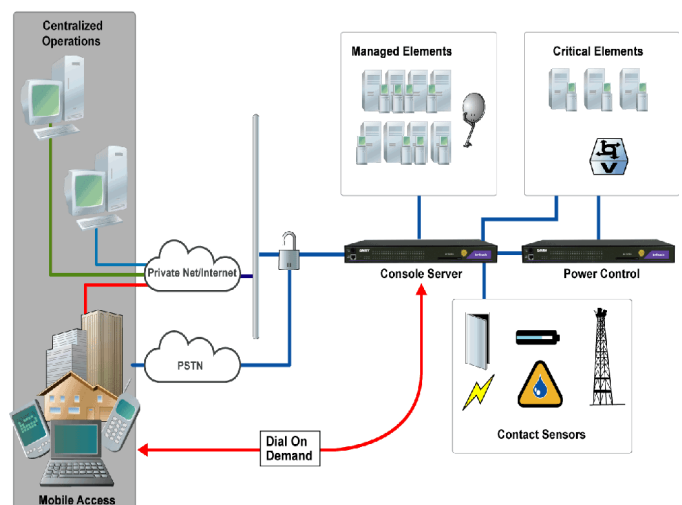 Centralized
Operations
Managed Elements
Critical Elements
Private Net/Internet
Console Server
Power Control
PSTN
Dial On
Demand
Contact Sensors
Mobile Access